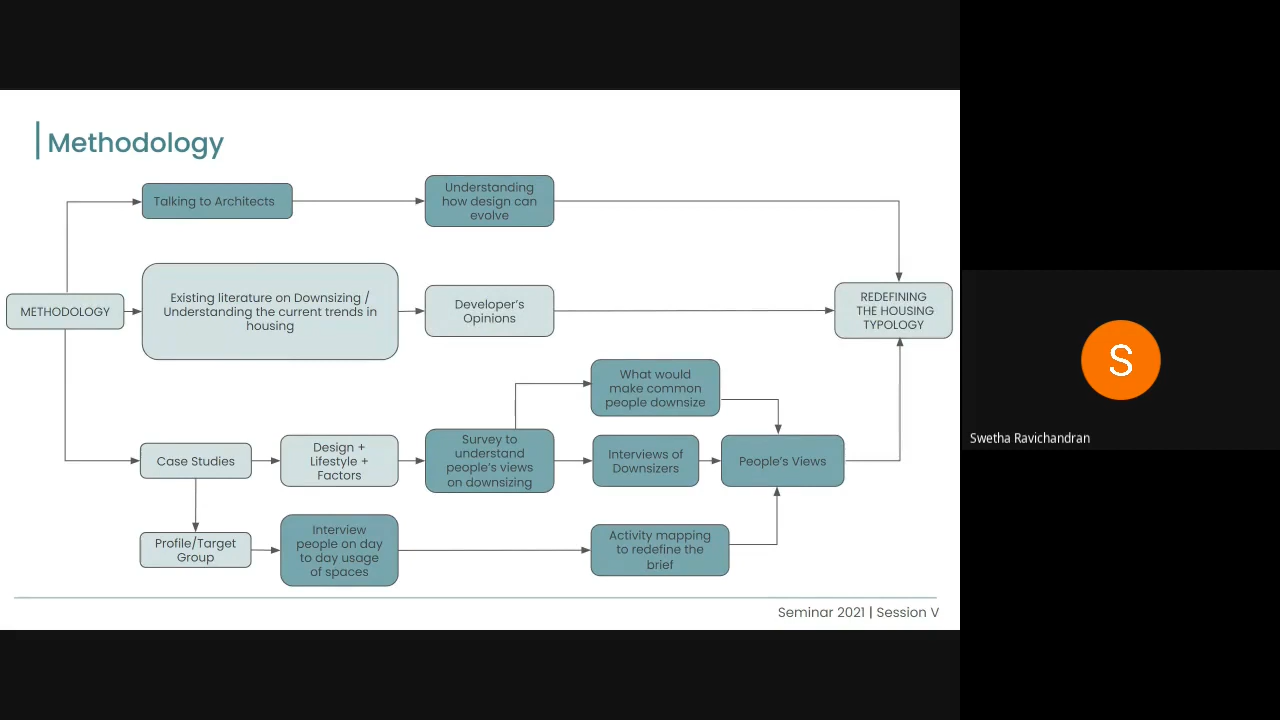 Methodology
Talking to Architects
Understanding
how design can
evolve
METHODOLOGY
Existing literature on Downsizing /
Understanding the current trends in
housing
Developer's
Opinions
REDEFINING
THE HOUSING
TYPOLOGY
What would
make common
people downsize
Case Studies
Design +
Lifestyle +
Factors
Survey to
understand
people's views
on downsizing
Interviews of
Downsizers
People's Views
Profile/Target
Group
Interview
people on day
to day usage
of spaces
Activity mapping
to redefine the
brief
Seminar 2021 | Session V
S
Swetha Ravichandran